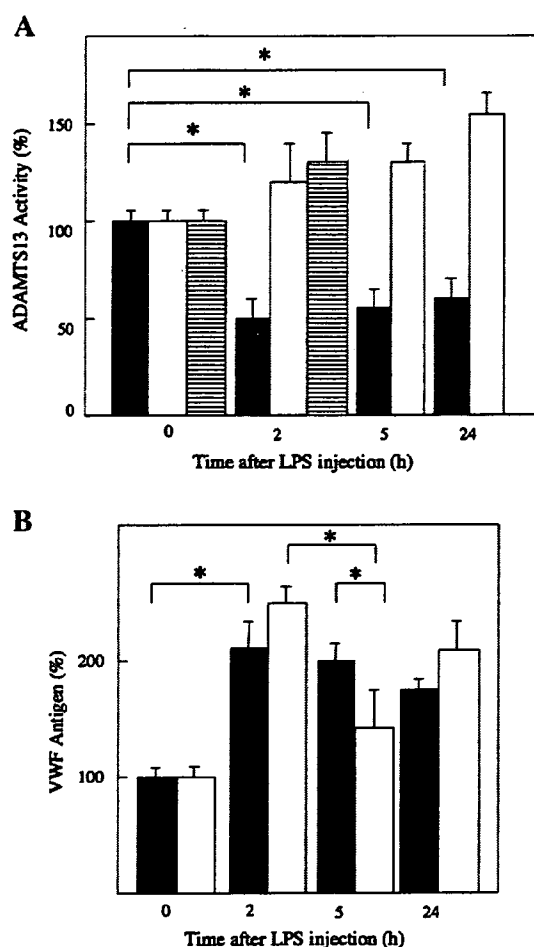 A
*
*
*
150
100
50
0
ADAMTS13 Activity (%)
0 2 5 24
Time after LPS injection (h)
B
*
*
*
200
100
VWF Antigen (%)
0 2 5 24
Time after LPS injection (h)